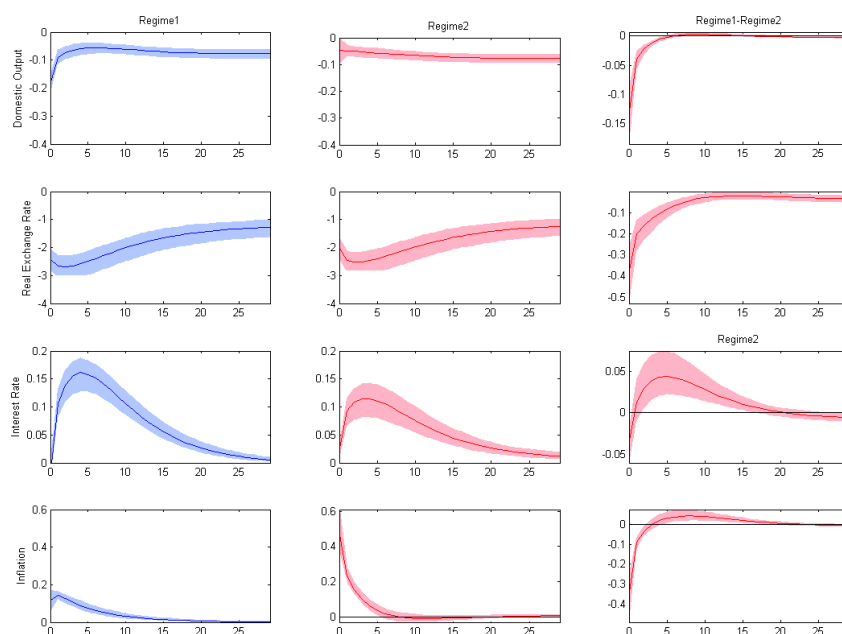 Regime1
Regime2
Regime1-Regime2
Domestic Output
0
-0.1
-0.2
-0.3
-0.4
0 5 10 15 20 25
0
-0.1
-0.2
-0.3
-0.4
0 5 10 15 20 25
0
-0.05
-0.1
-0.15
0 5 10 15 20 25
Real Exchange Rate
0
-1
-2
-3
-4
0 5 10 15 20 25
0
-1
-2
-3
-4
0 5 10 15 20 25
-0.1
-0.2
-0.3
-0.4
-0.5
0 5 10 15 20 25
Regime2
Interest Rate
0.2
0.15
0.1
0.05
0
0 5 10 15 20 25
0.2
0.15
0.1
0.05
0
0 5 10 15 20 25
0.05
0
-0.05
0 5 10 15 20 25
Inflation
0.6
0.4
0.2
0
0 5 10 15 20 25
0.6
0.4
0.2
0
0 5 10 15 20 25
0
-0.1
-0.2
-0.3
-0.4
0 5 10 15 20 25